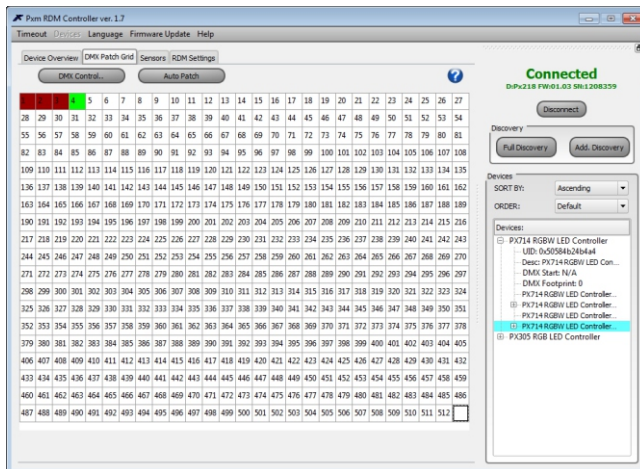 Pxm RDM Controller ver. 1.7
Timeout Devices Language Firmware Update Help
Device Overview DMX Patch Grid Sensors RDM Settings
DMX Control... Auto Patch ?
1 2 3 4 5 6 7 8 9 10 11 12 13 14 15 16 17 18 19 20 21 22 23 24 25 26 27
28 29 30 31 32 33 34 35 36 37 38 39 40 41 42 43 44 45 46 47 48 49 50 51 52 53 54
55 56 57 58 59 60 61 62 63 64 65 66 67 68 69 70 71 72 73 74 75 76 77 78 79 80 81
82 83 84 85 86 87 88 89 90 91 92 93 94 95 96 97 98 99 100 101 102 103 104 105 106 107 108
109 110 111 112 113 114 115 116 117 118 119 120 121 122 123 124 125 126 127 128 129 130 131 132 133 134 135
136 137 138 139 140 141 142 143 144 145 146 147 148 149 150 151 152 153 154 155 156 157 158 159 160 161 162
163 164 165 166 167 168 169 170 171 172 173 174 175 176 177 178 179 180 181 182 183 184 185 186 187 188 189
190 191 192 193 194 195 196 197 198 199 200 201 202 203 204 205 206 207 208 209 210 211 212 213 214 215 216
217 218 219 220 221 222 223 224 225 226 227 228 229 230 231 232 233 234 235 236 237 238 239 240 241 242 243
244 245 246 247 248 249 250 251 252 253 254 255 256 257 258 259 260 261 262 263 264 265 266 267 268 269 270
271 272 273 274 275 276 277 278 279 280 281 282 283 284 285 286 287 288 289 290 291 292 293 294 295 296 297
298 299 300 301 302 303 304 305 306 307 308 309 310 311 312 313 314 315 316 317 318 319 320 321 322 323 324
325 326 327 328 329 330 331 332 333 334 335 336 337 338 339 340 341 342 343 344 345 346 347 348 349 350 351
352 353 354 355 356 357 358 359 360 361 362 363 364 365 366 367 368 369 370 371 372 373 374 375 376 377 378
379 380 381 382 383 384 385 386 387 388 389 390 391 392 393 394 395 396 397 398 399 400 401 402 403 404 405
406 407 408 409 410 411 412 413 414 415 416 417 418 419 420 421 422 423 424 425 426 427 428 429 430 431 432
433 434 435 436 437 438 439 440 441 442 443 444 445 446 447 448 449 450 451 452 453 454 455 456 457 458 459
460 461 462 463 464 465 466 467 468 469 470 471 472 473 474 475 476 477 478 479 480 481 482 483 484 485 486
487 488 489 490 491 492 493 494 495 496 497 498 499 500 501 502 503 504 505 506 507 508 509 510 511 512
Connected
D:Px218 FW:01.03 SN:1208359
Disconnect
Discovery
Full Discovery Add. Discovery
Devices
SORT BY: Ascending
ORDER: Default
Devices:
PX714 RGBW LED Controller
UID: 0x50584b24b4a4
Desc: PX714 RGBW LED Con...
DMX Start: N/A
DMX Footprint: 0
PX714 RGBW LED Controller...
PX714 RGBW LED Controller...
PX714 RGBW LED Controller...
PX714 RGBW LED Controller...
PX305 RGB LED Controller